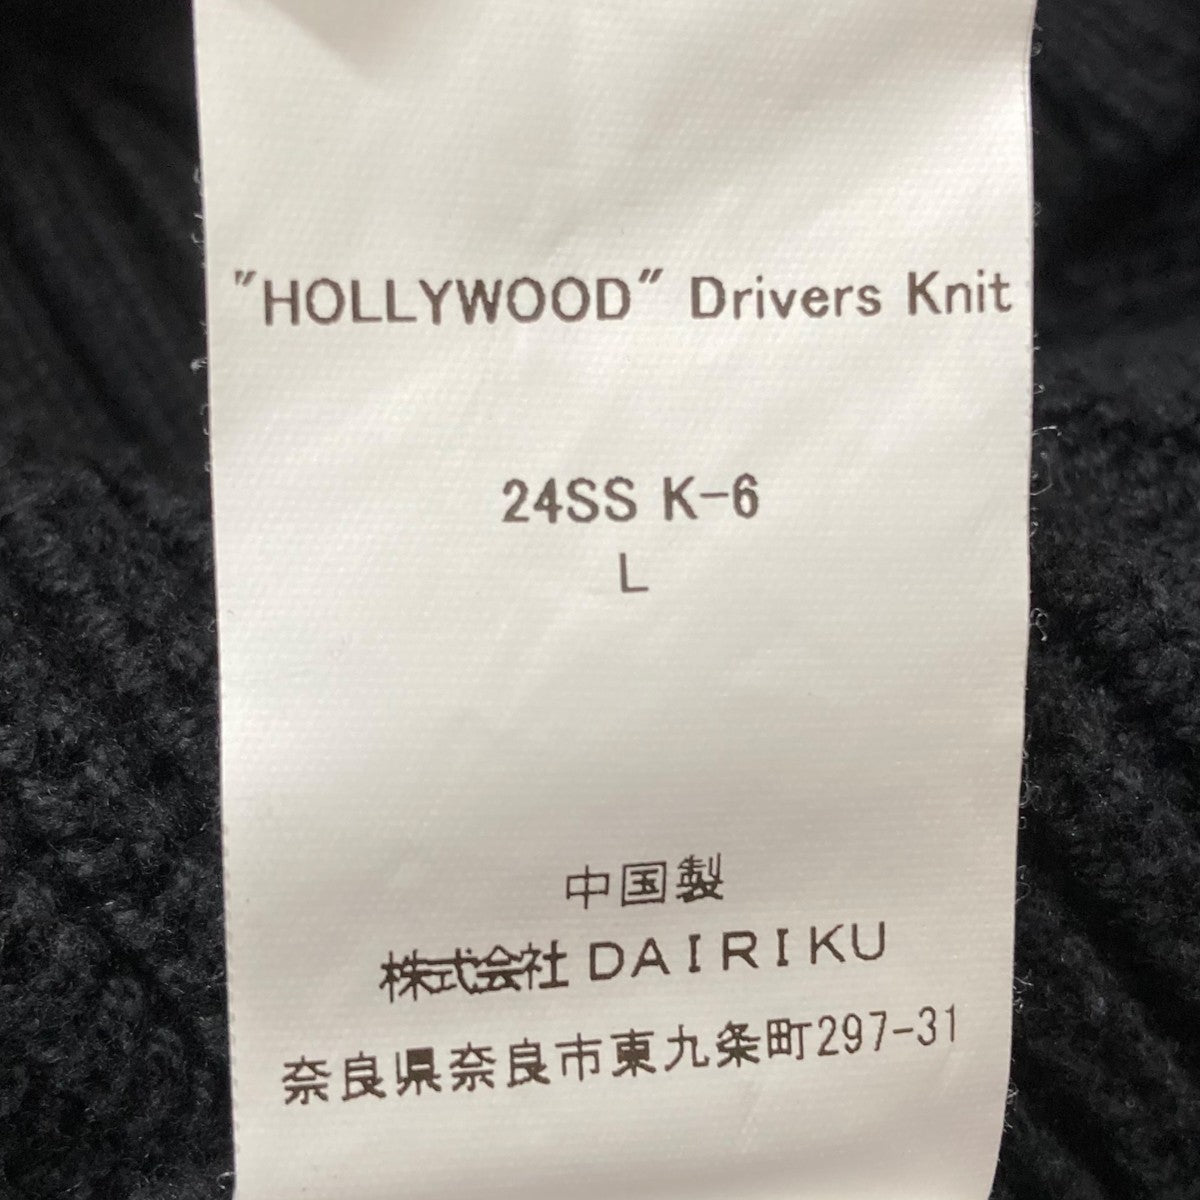 "HOLLYWOOD" Drivers Knit
24SS K-6
L
中国製
株式会社 DAIRIKU
奈良県奈良市東九条町297-31